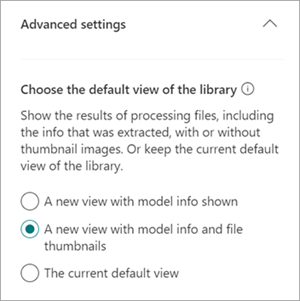 Advanced settings
Choose the default view of the library
Show the results of processing files, including
the info that was extracted, with or without
thumbnail images. Or keep the current default
view of the library.
A new view with model info shown
A new view with model info and file
thumbnails
The current default view